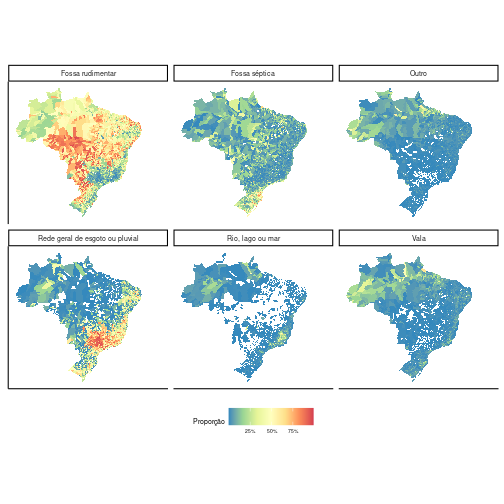 Fossa rudimentar
Fossa séptica
Outro
Rede geral de esgoto ou pluvial
Rio, lago ou mar
Vala
Proporção
25%
50%
75%